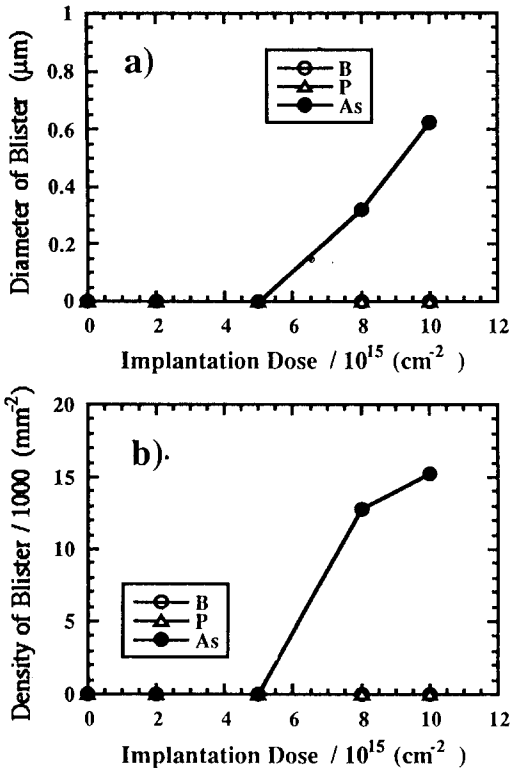 a)
B
P
As
1
0.8
0.6
0.4
0.2
0
Diameter of Blister (μm)
0 2 4 6 8 10 12
Implantation Dose / 10^15 (cm^-2 )
b)
B
P
As
20
15
10
5
0
Density of Blister / 1000 (mm^-2)
0 2 4 6 8 10 12
Implantation Dose / 10^15 (cm^-2 )